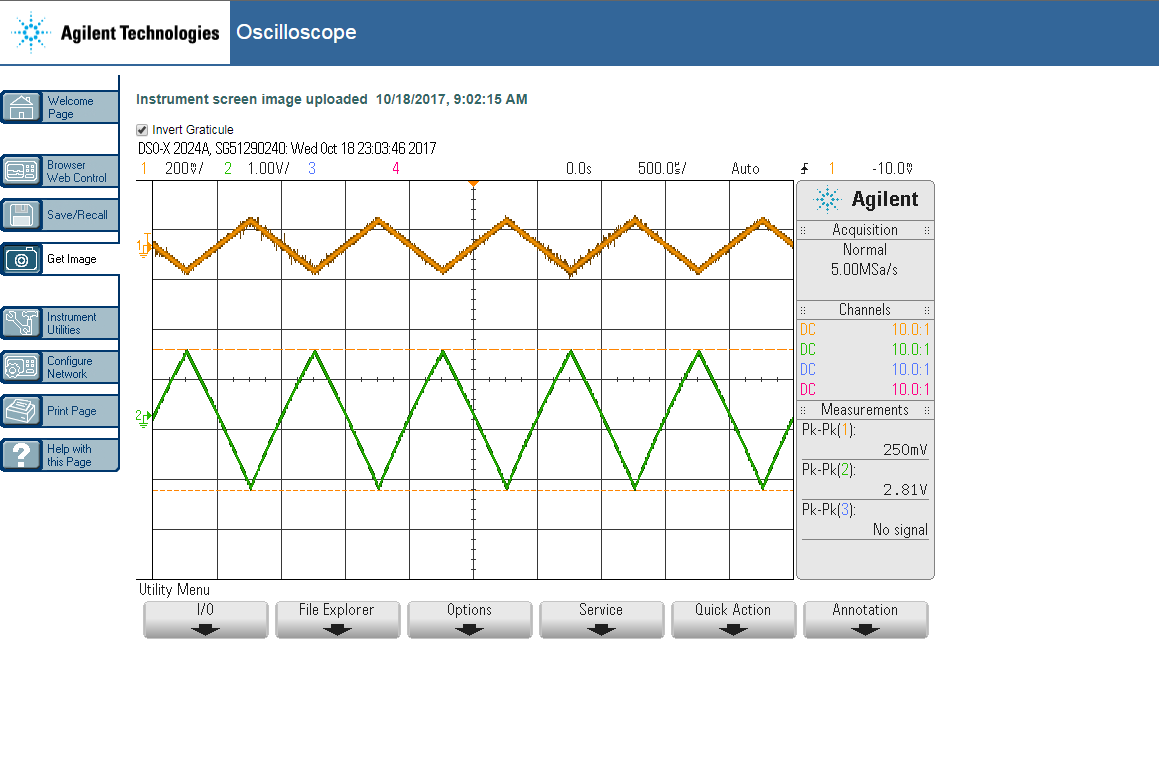 Agilent Technologies
Oscilloscope
Welcome
Page
Browser
Web Control
Save/Recall
Get Image
Instrument
Utilities
Configure
Network
Print Page
Help with
this Page
Instrument screen image uploaded 10/18/2017, 9:02:15 AM
Invert Graticule
DSO-X 2024A, SG51290240: Wed Oct 18 23:03:46 2017
1 200mV/ 2 1.00V/ 3 4 0.0s 500.0us/ Auto 1 -10.0mV
1
2
Agilent
Acquisition
Normal
5.00MSa/s
Channels
DC 10.0:1
DC 10.0:1
DC 10.0:1
DC 10.0:1
Measurements
Pk-Pk(1):
250mV
Pk-Pk(2):
2.81V
Pk-Pk(3):
No signal
Utility Menu
I/O
File Explorer
Options
Service
Quick Action
Annotation